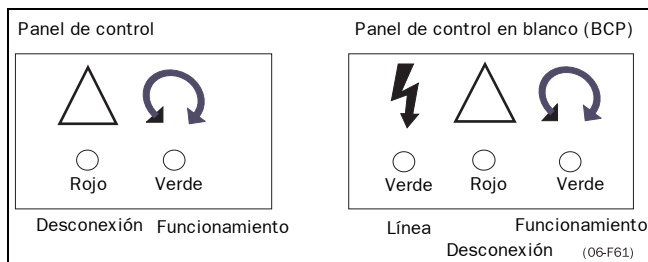 Panel de control
Panel de control en blanco (BCP)
Rojo
Verde
Verde
Rojo
Verde
Desconexión
Funcionamiento
Línea
Funcionamiento
Desconexión
(06-F61)